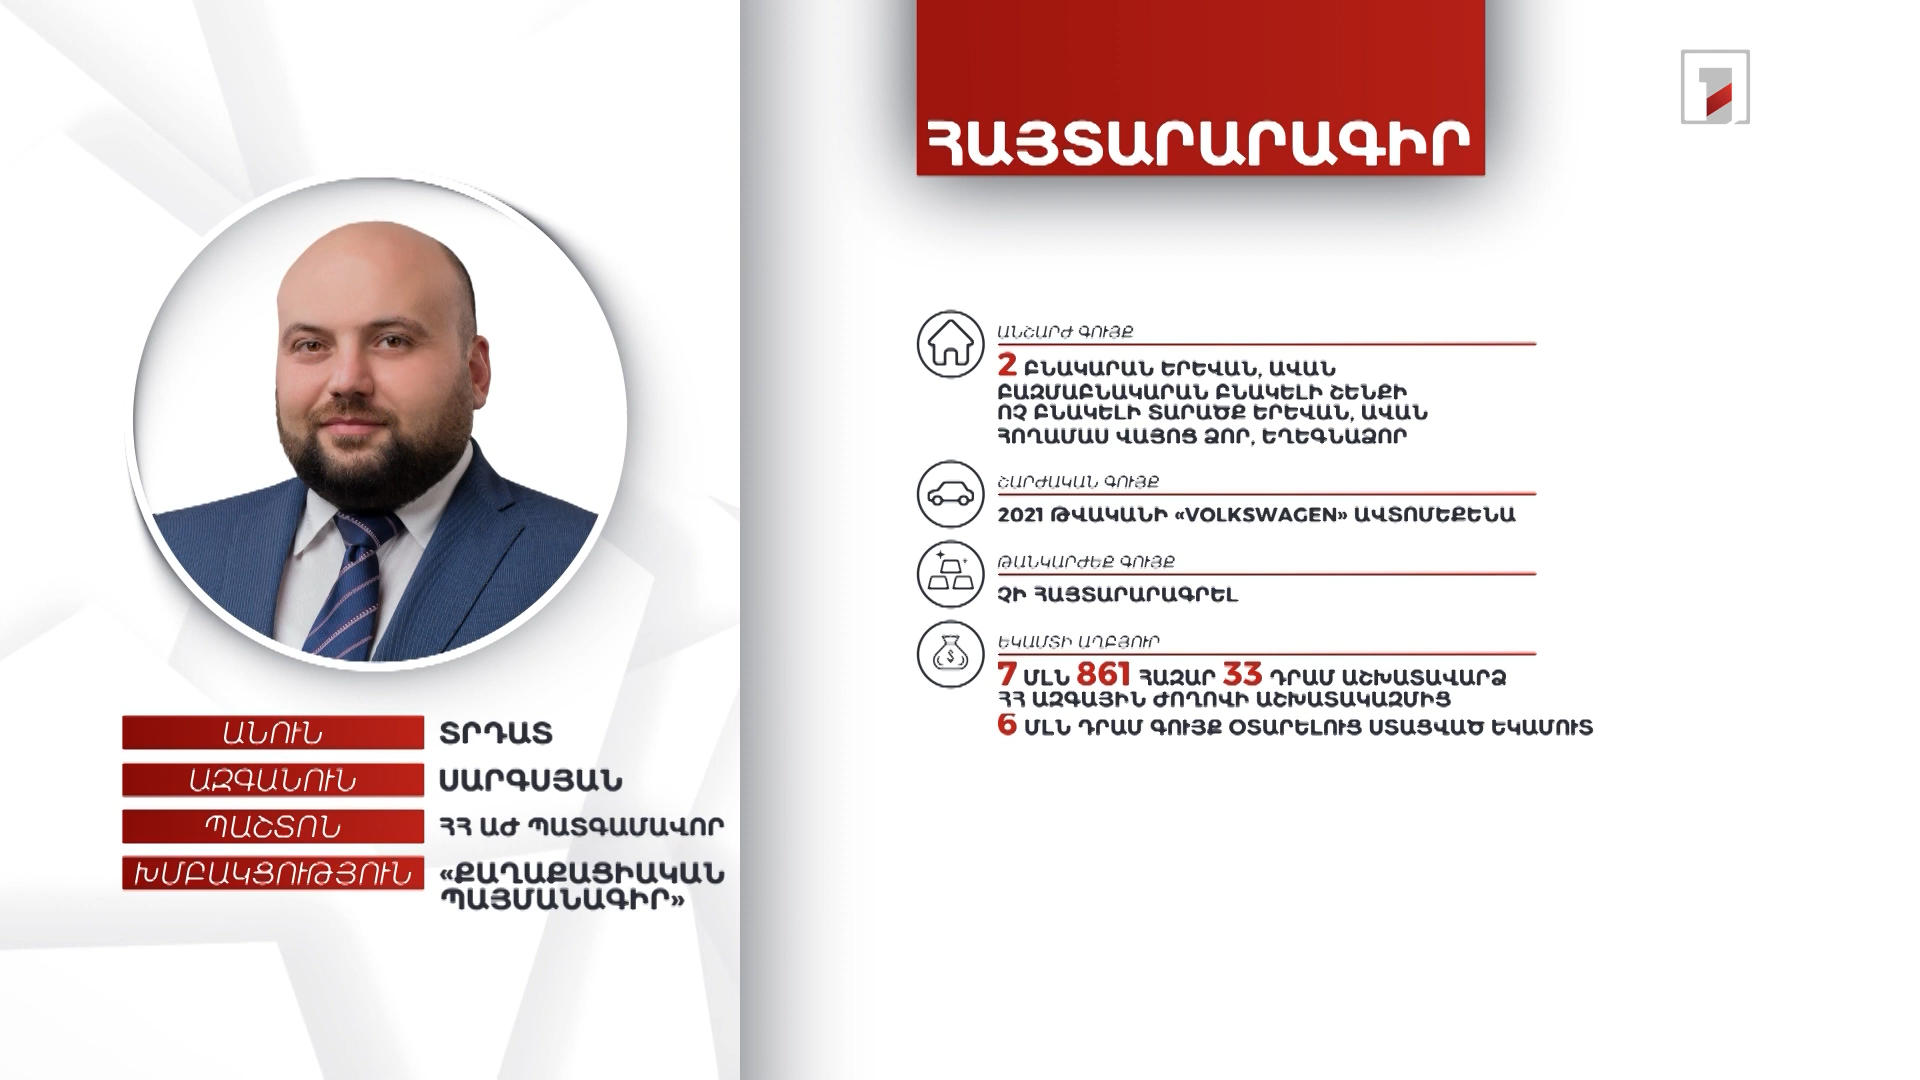 ՀԱՅՏԱՐԱՐԱԳԻՐ
ԱՆՇԱՐԺ ԳՈՒՅՔ
2 ԲՆԱԿԱՐԱՆ ԵՐԵՎԱՆ, ԱՎԱՆ
ԲԱԶՄԱԲՆԱԿԱՐԱՆ ԲՆԱԿԵԼԻ ՇԵՆՔԻ
ՈՉ ԲՆԱԿԵԼԻ ՏԱՐԱԾՔ ԵՐԵՎԱՆ, ԱՎԱՆ
ՀՈՂԱՄԱՍ ՎԱՅՈՑ ՁՈՐ, ԵՂԵԳՆԱՁՈՐ
ՇԱՐԺԱԿԱՆ ԳՈՒՅՔ
2021 ԹՎԱԿԱՆԻ «VOLKSWAGEN» ԱՎՏՈՄԵՔԵՆԱ
ԹԱՆԿԱՐԺԵՔ ԳՈՒՅՔ
ՉԻ ՀԱՅՏԱՐԱՐԱԳՐԵԼ
ԵԿԱՄՏԻ ԱՂԲՅՈՒՐ
7 ՄԼՆ 861 ՀԱԶԱՐ 33 ԴՐԱՄ ԱՇԽԱՏԱՎԱՐՁ
ՀՀ ԱԶԳԱՅԻՆ ԺՈՂՈՎԻ ԱՇԽԱՏԱԿԱԶՄԻՑ
6 ՄԼՆ ԴՐԱՄ ԳՈՒՅՔ ՕՏԱՐԵԼՈՒՑ ՍՏԱՑՎԱԾ ԵԿԱՄՈՒՏ
ԱՆՈՒՆ ՏՐԴԱՏ
ԱԶԳԱՆՈՒՆ ՍԱՐԳՍՅԱՆ
ՊԱՇՏՈՆ ՀՀ ԱԺ ՊԱՏԳԱՄԱՎՈՐ
ԽՄԲԱԿՑՈՒԹՅՈՒՆ «ՔԱՂԱՔԱՑԻԱԿԱՆ
ՊԱՅՄԱՆԱԳԻՐ»